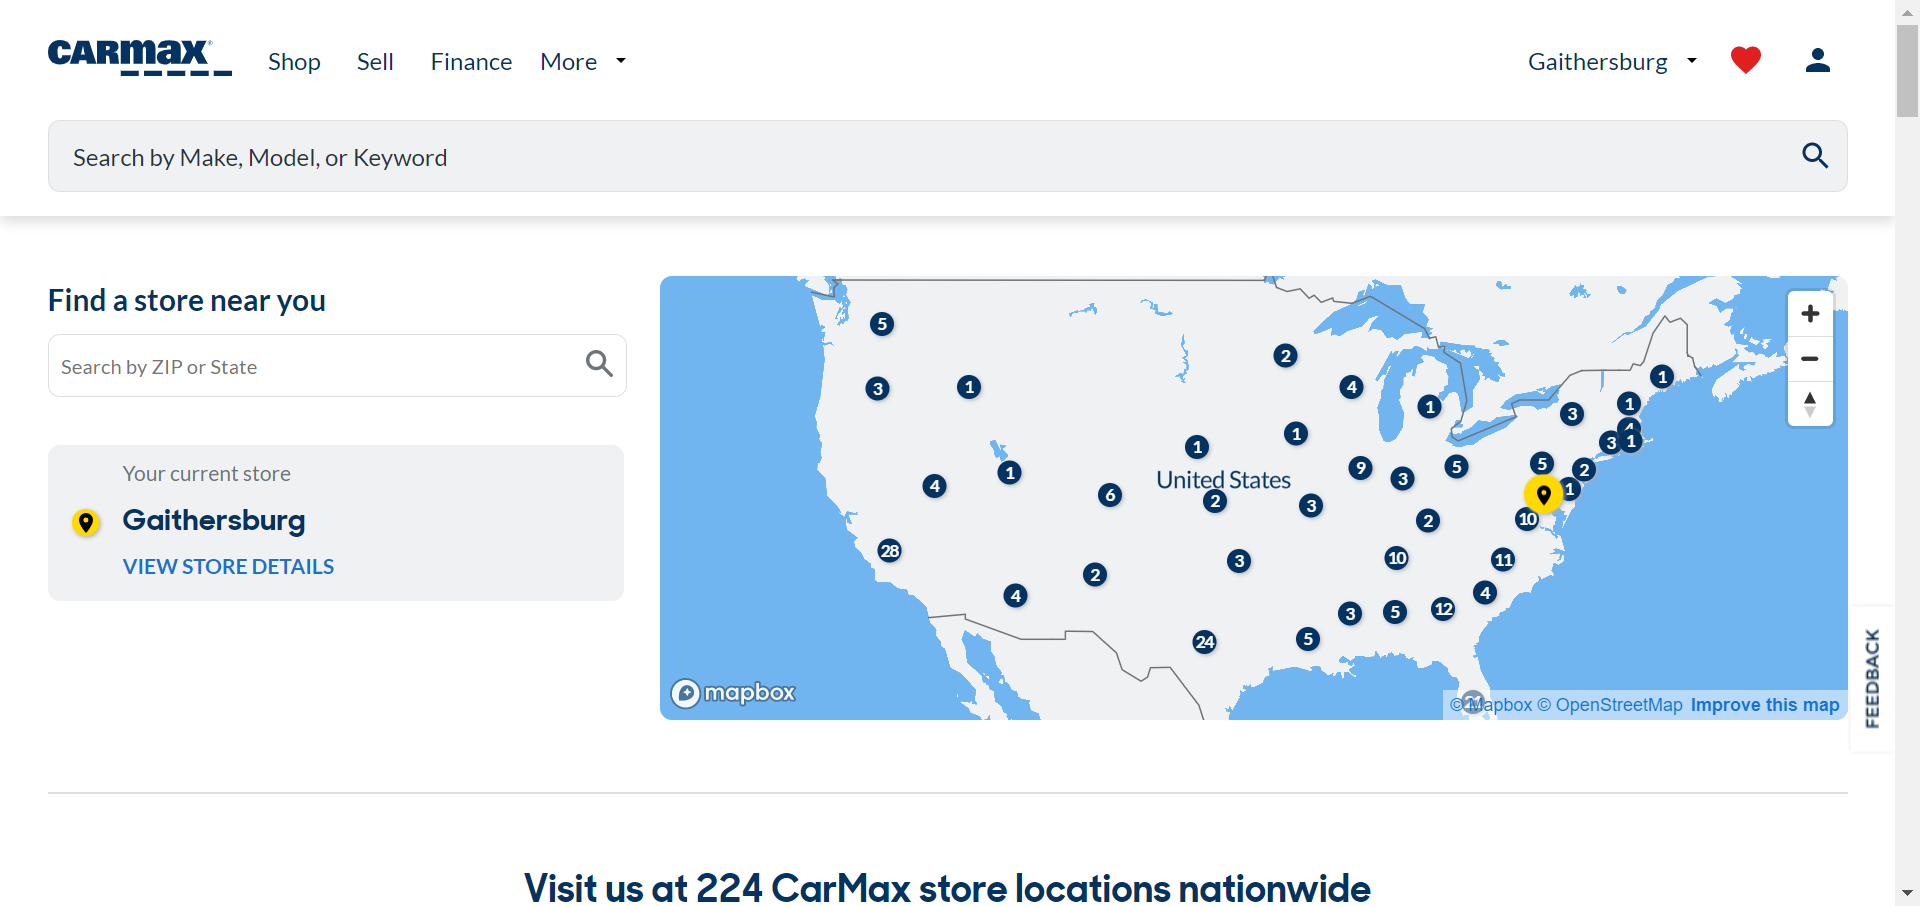 CARMAX
Shop
Sell
Finance
More
Gaithersburg
Search by Make, Model, or Keyword
Find a store near you
Search by ZIP or State
Your current store
Gaithersburg
VIEW STORE DETAILS
5
3
1
2
4
1
1
3
1
4
3
1
1
1
4
1
6
United States
2
3
9
3
5
5
2
1
10
2
28
2
4
3
10
11
4
3
5
12
24
5
mapbox
© Mapbox © OpenStreetMap Improve this map
FEEDBACK
Visit us at 224 CarMax store locations nationwide